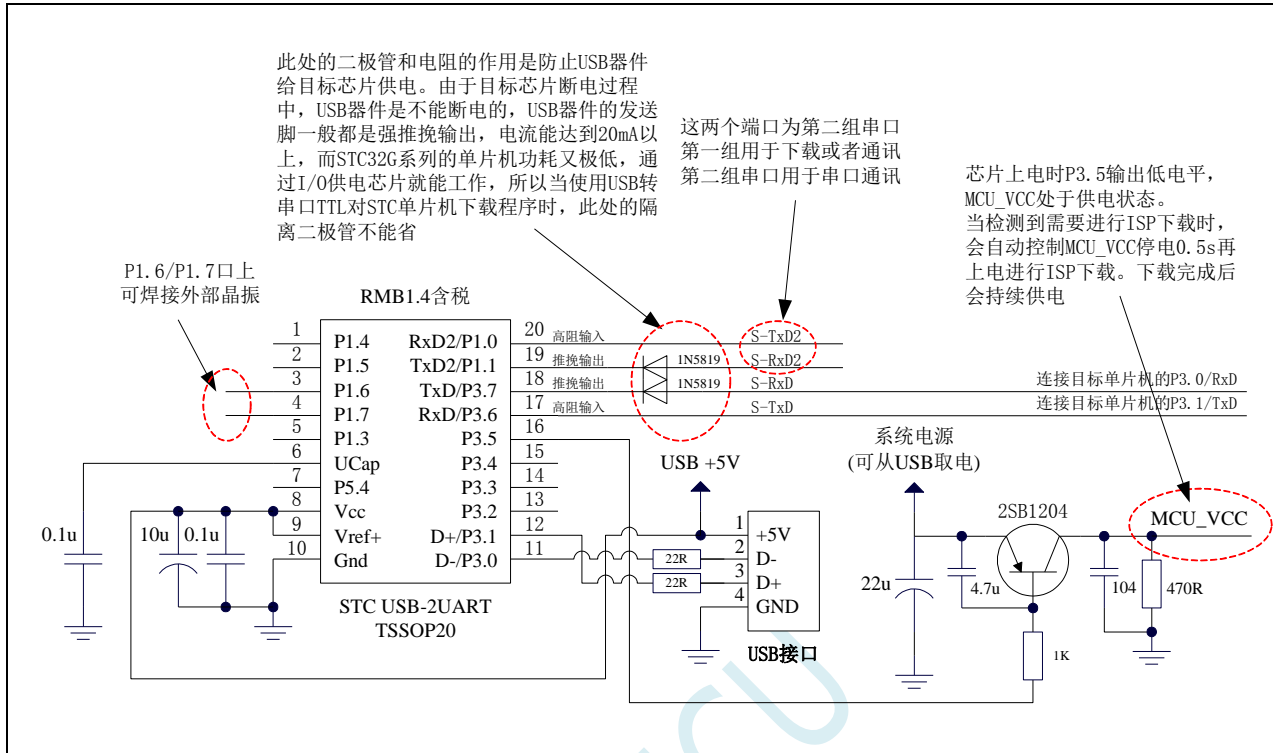 此处的二极管和电阻的作用是防止USB器件
给目标芯片供电。由于目标芯片断电过程
中，USB器件是不能断电的，USB器件的发送
脚一般都是强推挽输出，电流能达到20mA以
上，而STC32G系列的单片机功耗又极低，通
过I/O供电芯片就能工作，所以当使用USB转
串口TTL对STC单片机下载程序时，此处的隔
离二极管不能省
这两个端口为第二组串口
第一组用于下载或者通讯
第二组串口用于串口通讯
芯片上电时P3.5输出低电平，
MCU_VCC处于供电状态。
当检测到需要进行ISP下载时，
会自动控制MCU_VCC停电0.5s再
上电进行ISP下载。下载完成后
会持续供电
P1.6/P1.7口上
可焊接外部晶振
RMB1.4含税
1 P1.4
2 P1.5
3 P1.6
4 P1.7
5 P1.3
6 UCap
7 P5.4
8 Vcc
9 Vref+
10 Gnd
RxD2/P1.0 20 高阻输入 S-TxD2
TxD2/P1.1 19 推挽输出 1N5819 S-RxD2
TxD/P3.7 18 推挽输出 1N5819 S-RxD 连接目标单片机的P3.0/RxD
RxD/P3.6 17 高阻输入 S-TxD 连接目标单片机的P3.1/TxD
P3.5 16
P3.4 15
P3.3 14
P3.2 13
D+/P3.1 12
D-/P3.0 11
STC USB-2UART
TSSOP20
0.1u
10u
0.1u
22R
22R
USB +5V
1 +5V
2 D-
3 D+
4 GND
USB接口
系统电源
(可从USB取电)
2SB1204
MCU_VCC
22u
4.7u
104
470R
1K
MCU